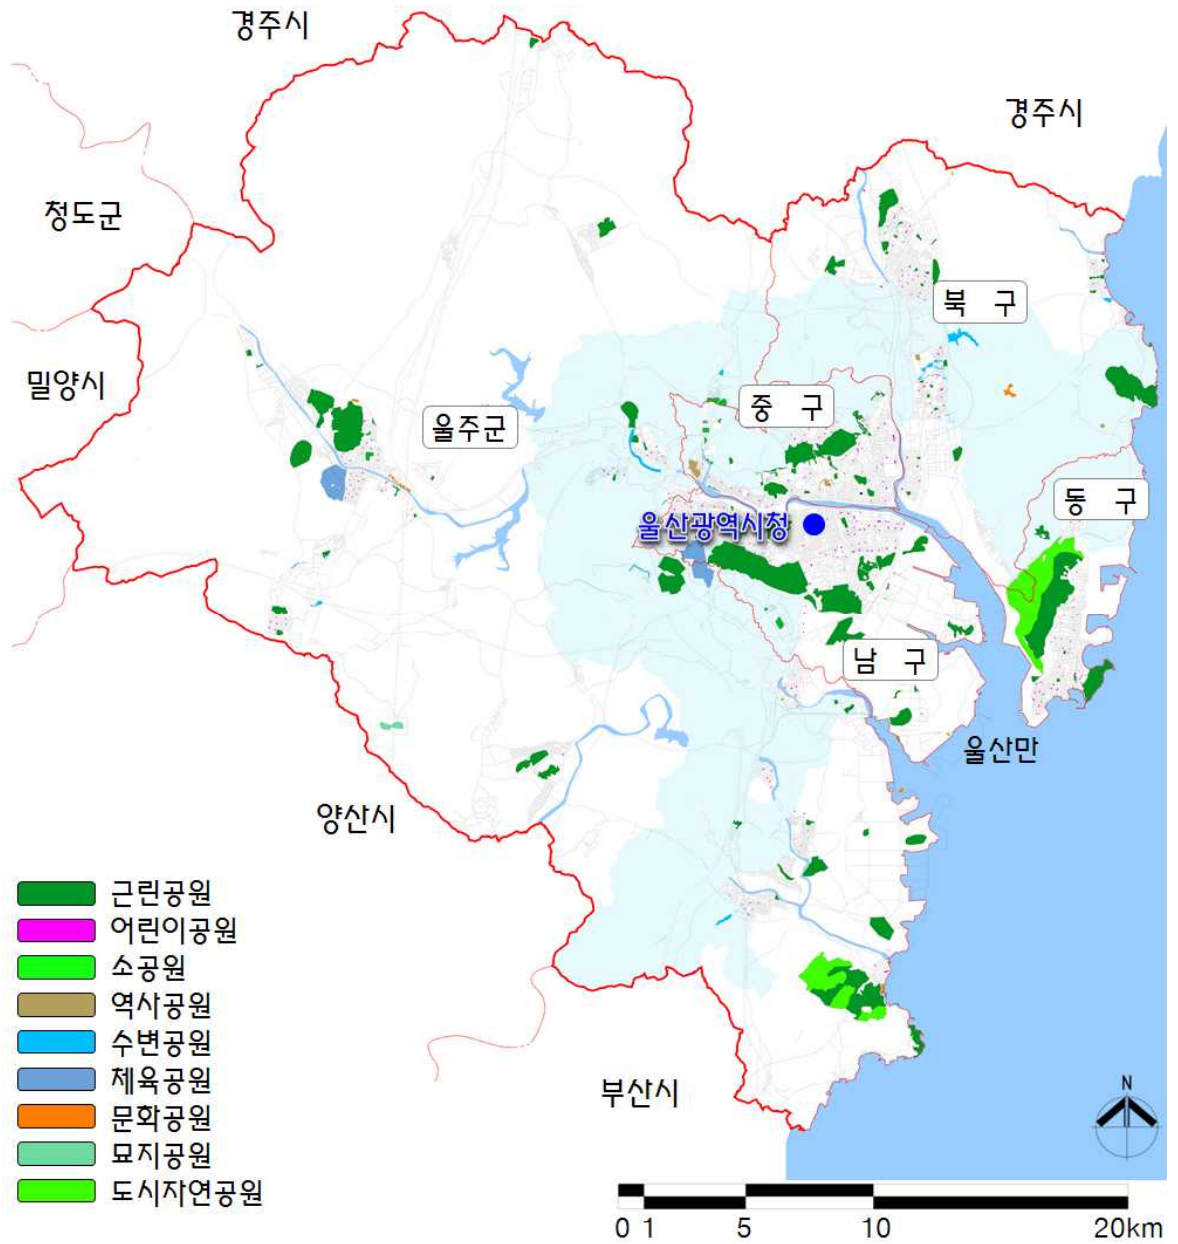 경주시
경주시
청도군
북 구
밀양시
중 구
울주군
동 구
울산광역시청
남 구
울산만
양산시
근린공원
어린이공원
소공원
역사공원
수변공원
체육공원
부산시
N
문화공원
묘지공원
도시자연공원
0 1 5 10 20km